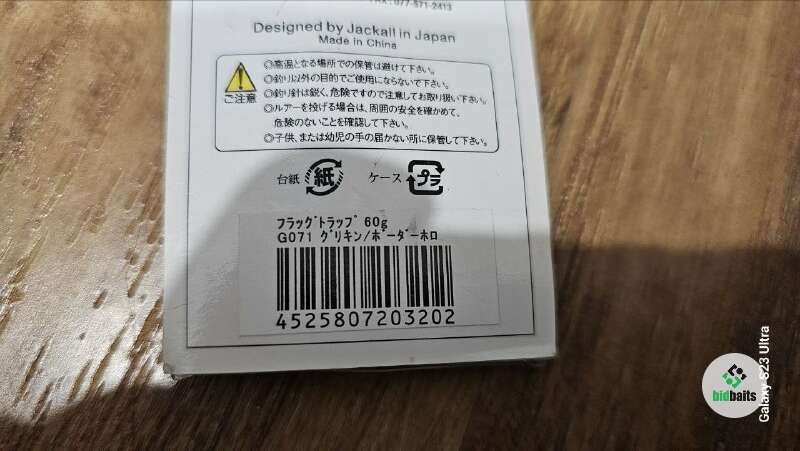 FAX: 077-571-2413
Designed by Jackall in Japan
Made in China
ご注意
◎高温となる場所での保管は避けて下さい。
◎釣り以外の目的でご使用にならないで下さい。
◎釣り針は鋭く、危険ですので注意してお取り扱い下さい。
◎ルアーを投げる場合は、周囲の安全を確かめて、
危険のないことを確認して下さい。
◎子供、または幼児の手の届かない所に保管して下さい。
台紙 紙 ケース プラ
フラッグトラップ 60g
G071 グリキン/ボーダーホロ
4525807203202
bidbaits
Galaxy S23 Ultra